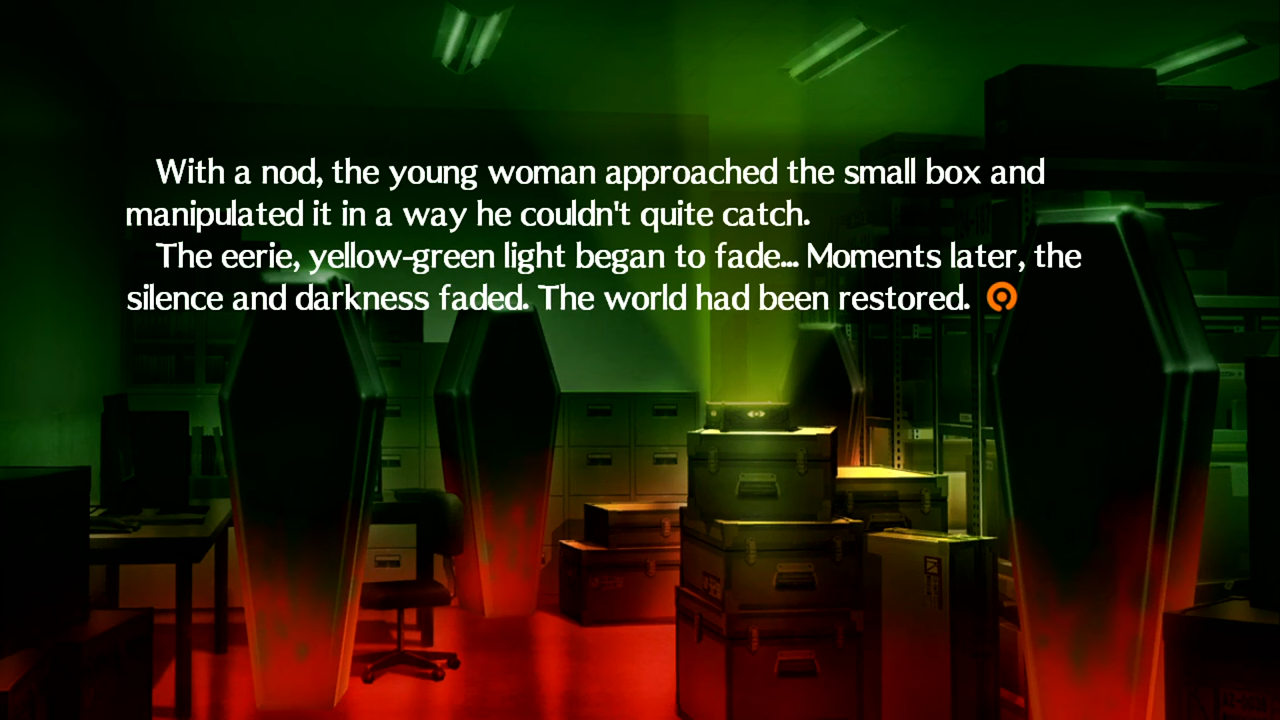 With a nod, the young woman approached the small box and
manipulated it in a way he couldn't quite catch.
The eerie, yellow-green light began to fade... Moments later, the
silence and darkness faded. The world had been restored.